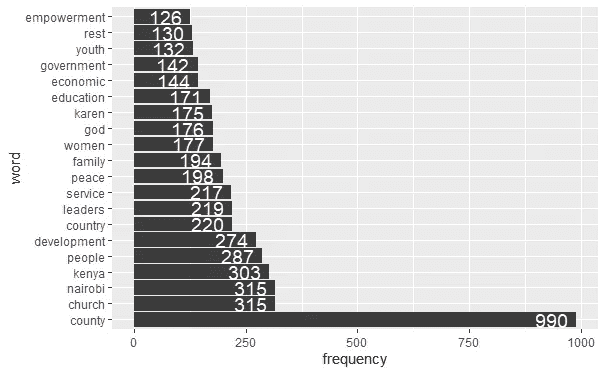 empowerment 126
rest 130
youth 132
government 142
economic 144
education 171
karen 175
god 176
women 177
family 194
peace 198
service 217
leaders 219
country 220
development 274
people 287
kenya 303
nairobi 315
church 315
county 990
word
0 250 500 750 1000
frequency